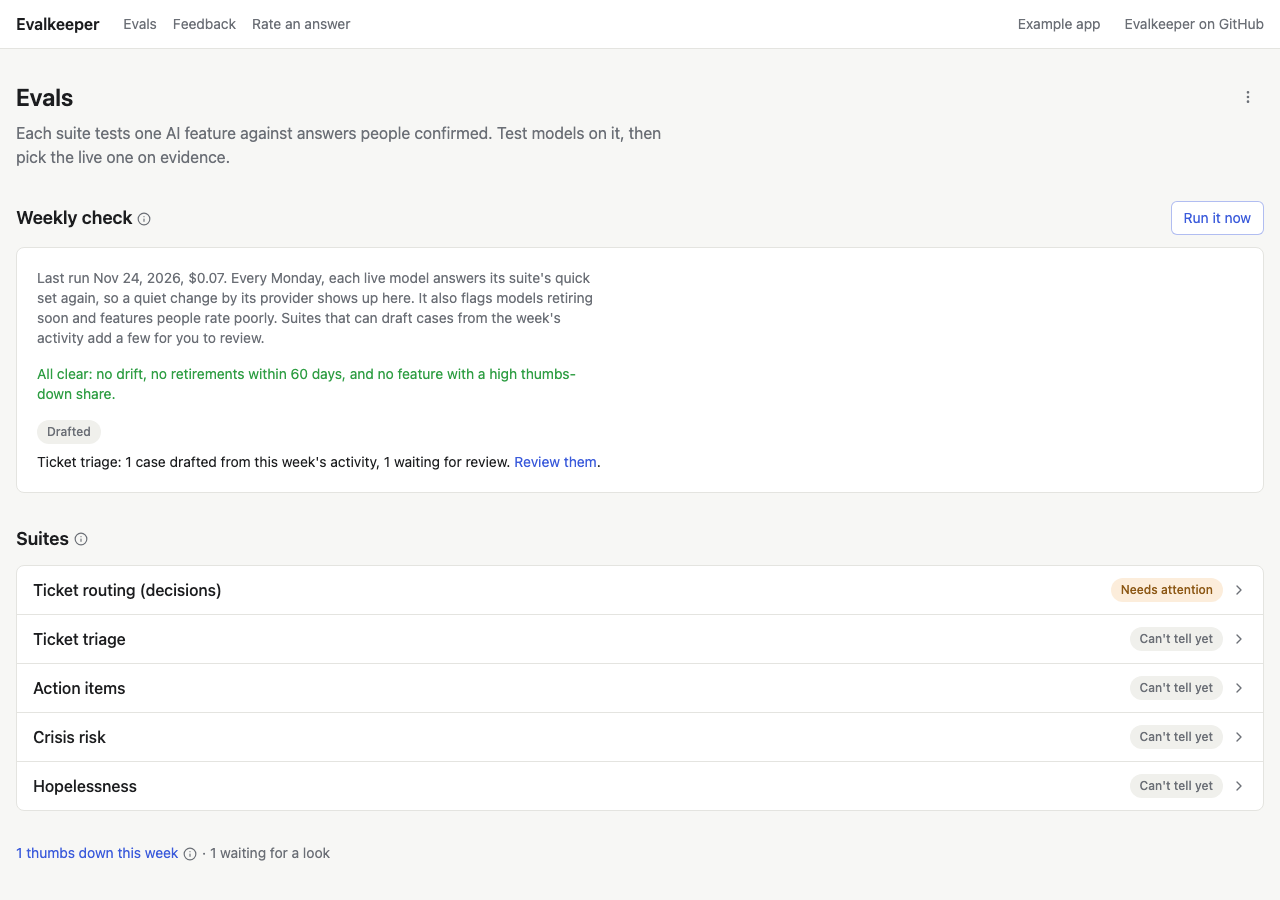 Evalkeeper Evals Feedback Rate an answer Example app Evalkeeper on GitHub
Evals
Each suite tests one AI feature against answers people confirmed. Test models on it, then
pick the live one on evidence.
Weekly check Run it now
Last run Nov 24, 2026, $0.07. Every Monday, each live model answers its suite's quick
set again, so a quiet change by its provider shows up here. It also flags models retiring
soon and features people rate poorly. Suites that can draft cases from the week's
activity add a few for you to review.
All clear: no drift, no retirements within 60 days, and no feature with a high thumbs-
down share.
Drafted
Ticket triage: 1 case drafted from this week's activity, 1 waiting for review. Review them.
Suites
Ticket routing (decisions) Needs attention
Ticket triage Can't tell yet
Action items Can't tell yet
Crisis risk Can't tell yet
Hopelessness Can't tell yet
1 thumbs down this week · 1 waiting for a look